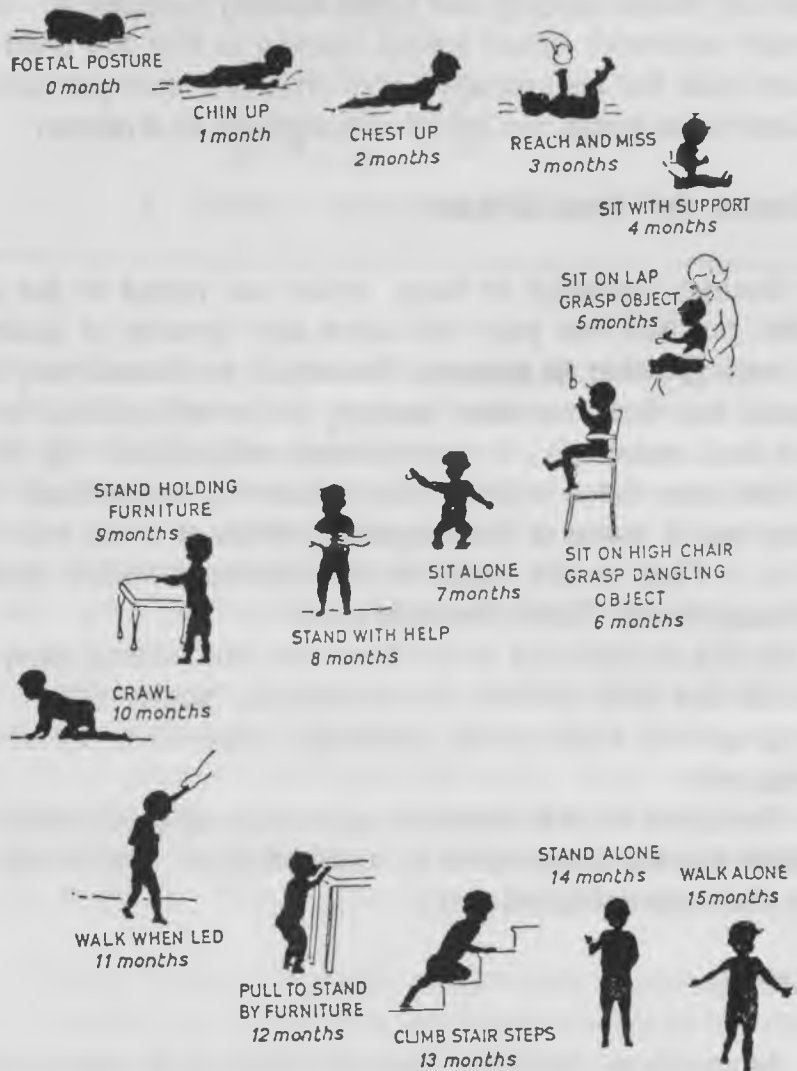 FOETAL POSTURE
0 month
CHIN UP
1 month
CHEST UP
2 months
REACH AND MISS
3 months
SIT WITH SUPPORT
4 months
SIT ON LAP
GRASP OBJECT
5 months
SIT ON HIGH CHAIR
GRASP DANGLING
OBJECT
6 months
SIT ALONE
7 months
STAND WITH HELP
8 months
STAND HOLDING
FURNITURE
9 months
CRAWL
10 months
WALK WHEN LED
11 months
PULL TO STAND
BY FURNITURE
12 months
CLIMB STAIR STEPS
13 months
STAND ALONE
14 months
WALK ALONE
15 months